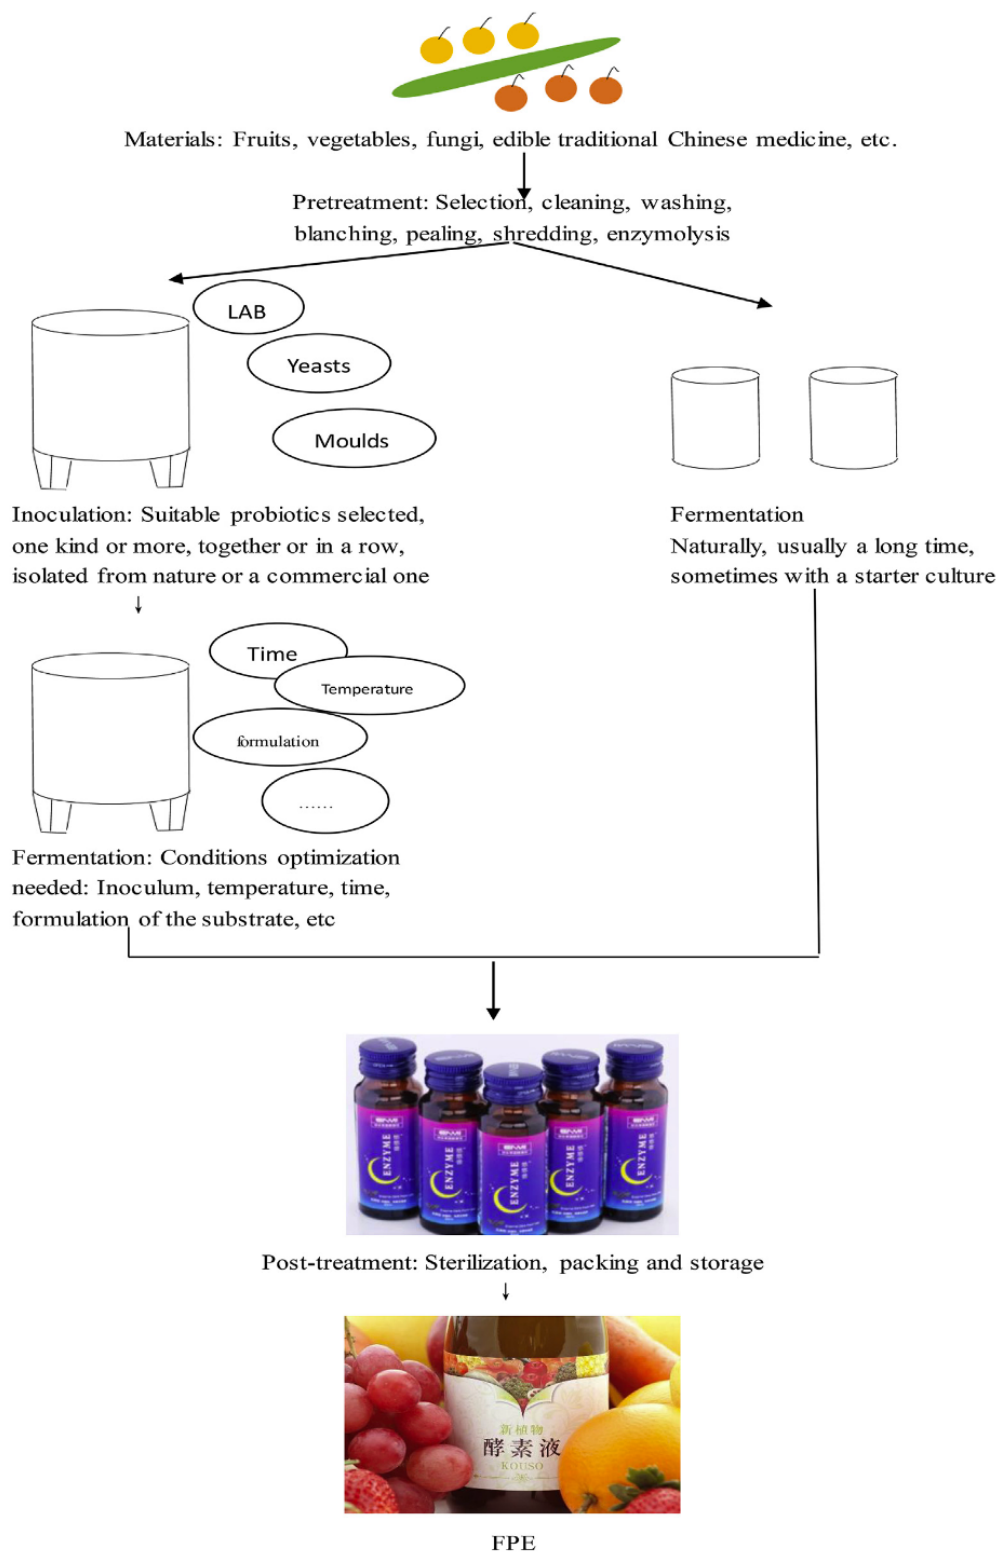 Materials: Fruits, vegetables, fungi, edible traditional Chinese medicine, etc.
Pretreatment: Selection, cleaning, washing,
blanching, pealing, shredding, enzymolysis
LAB
Yeasts
Moulds
Inoculation: Suitable probiotics selected,
one kind or more, together or in a row,
isolated from nature or a commercial one
Fermentation
Naturally, usually a long time,
sometimes with a starter culture
Time
Temperature
formulation
......
Fermentation: Conditions optimization
needed: Inoculum, temperature, time,
formulation of the substrate, etc
ENZYME
ENZYME
ENZYME
ENZYME
ENZYME
Post-treatment: Sterilization, packing and storage
新植物
酵素液
KOUSO
FPE